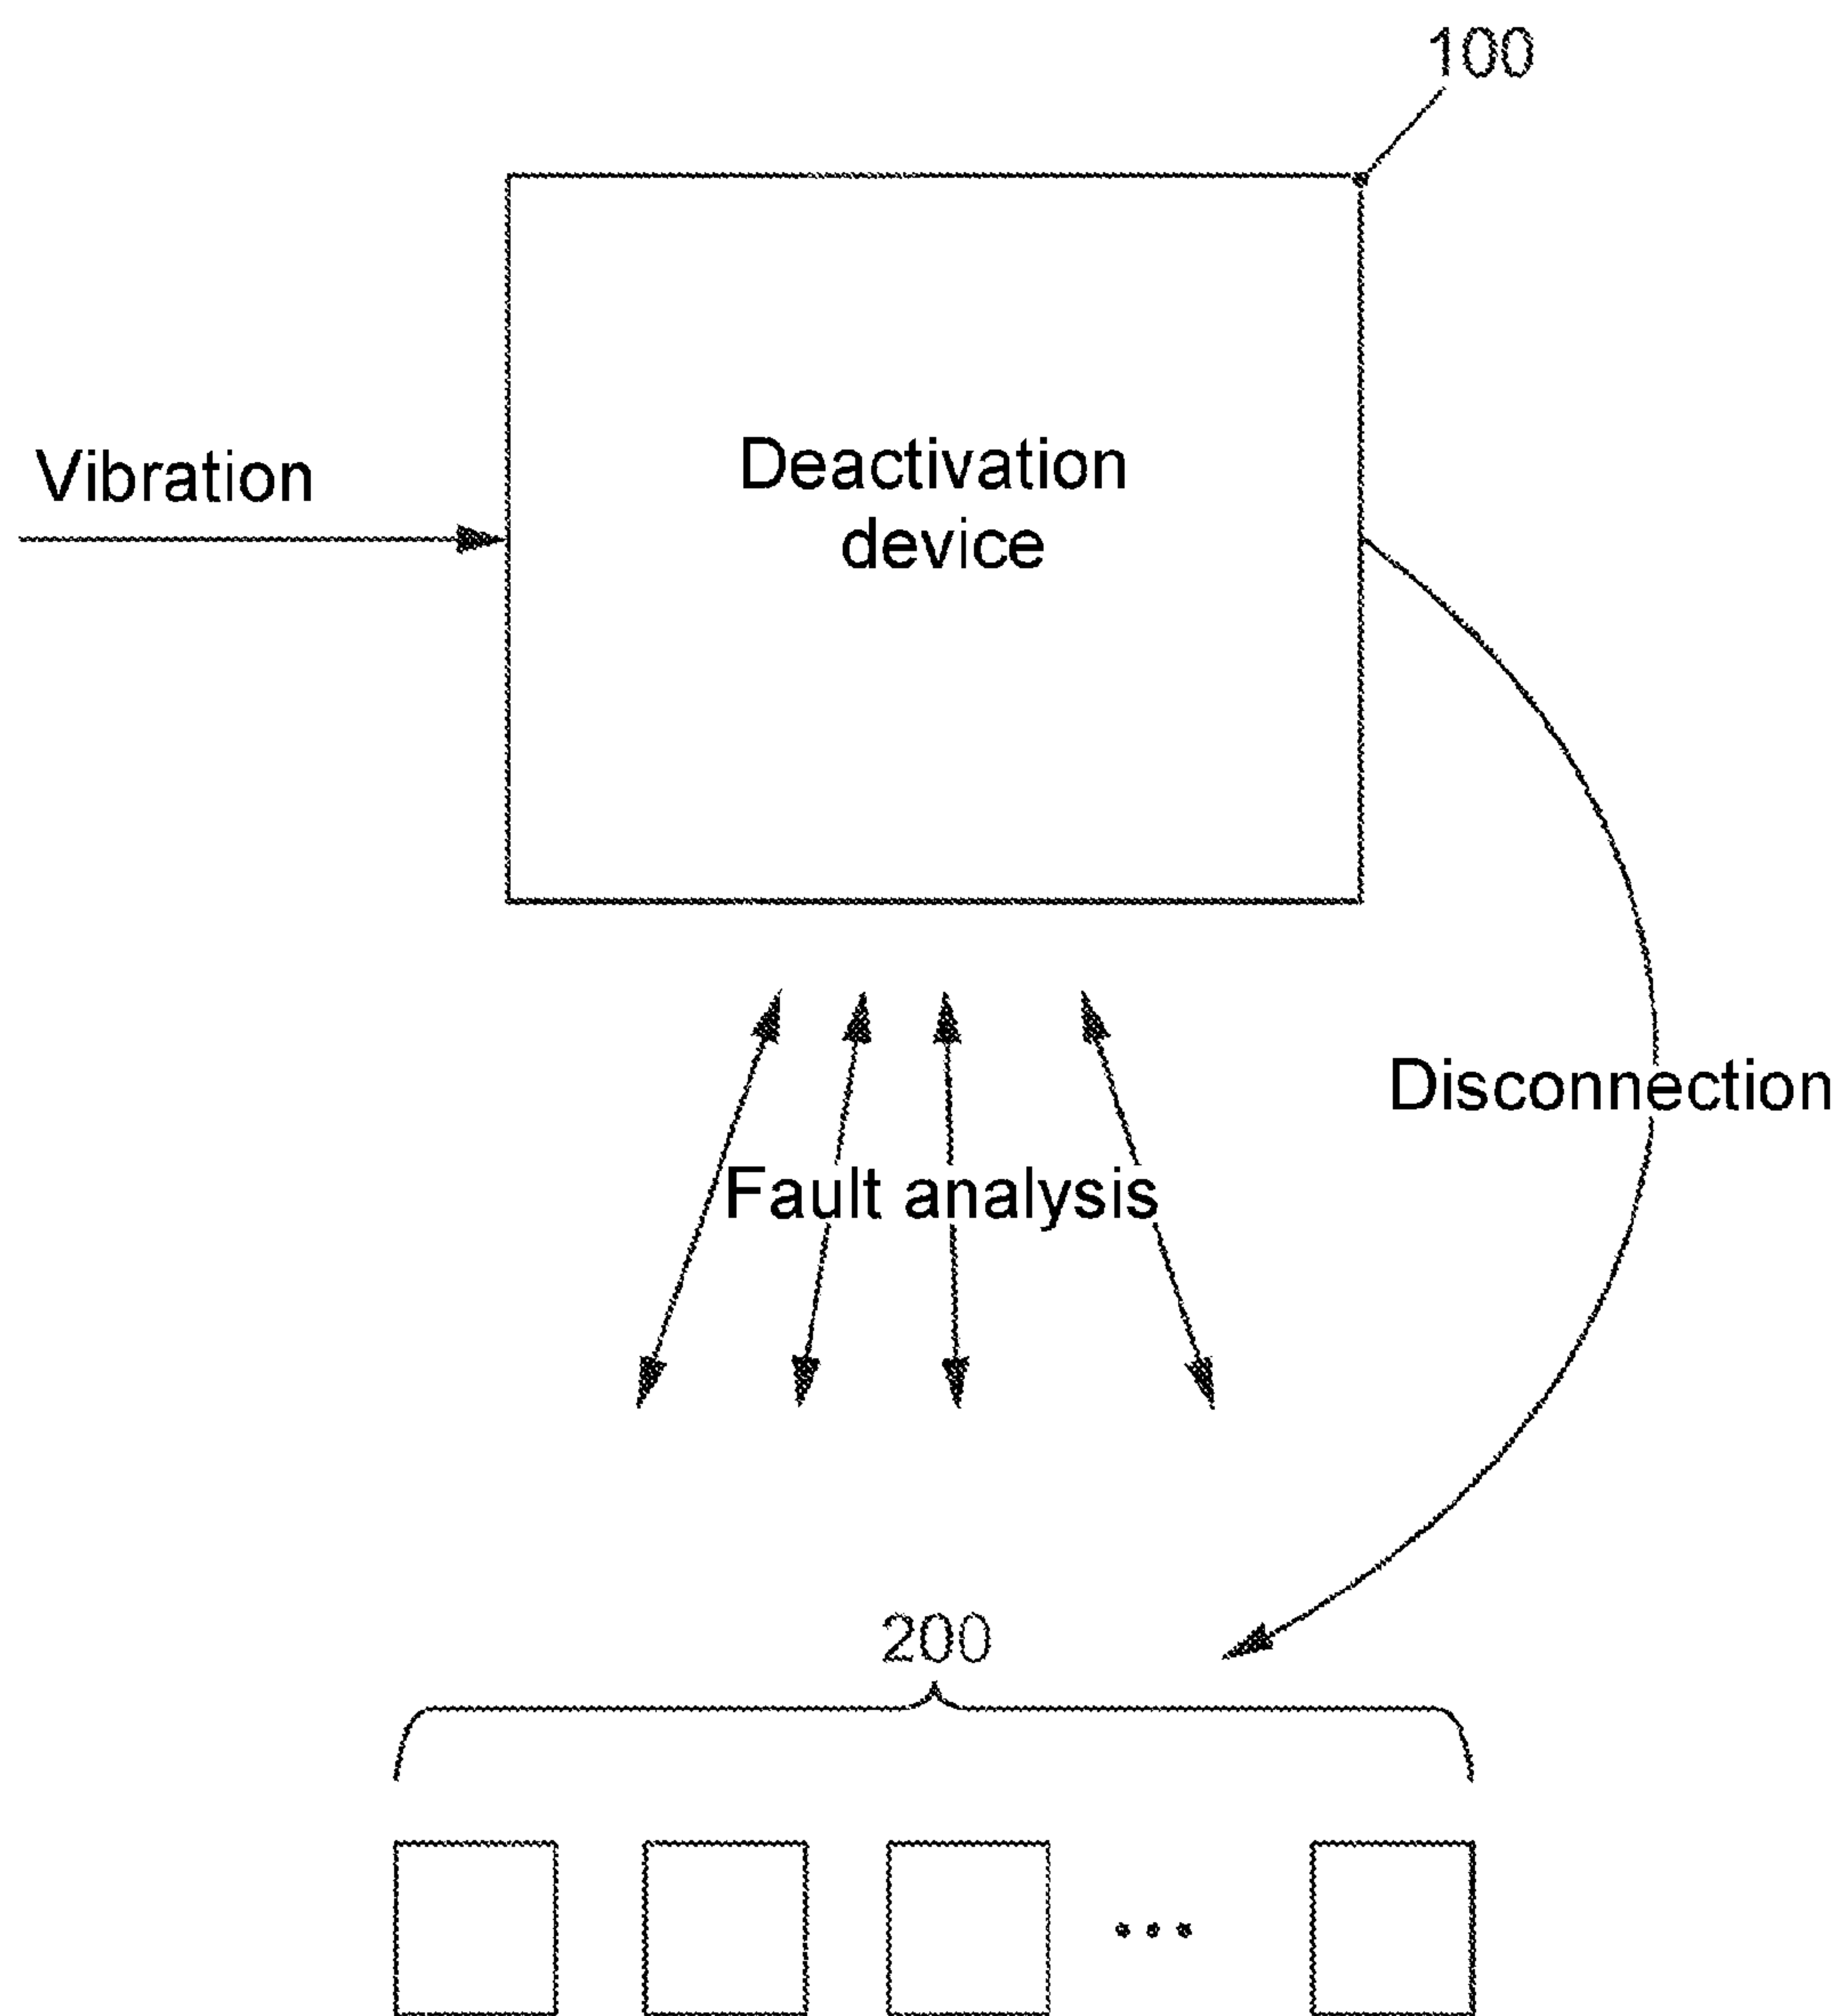 100
Vibration
Deactivation
device
Disconnection
Fault analysis
200